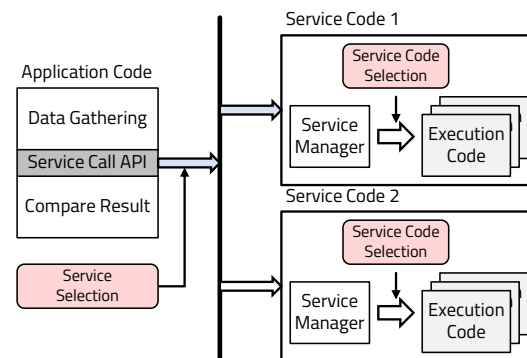 Application Code
Data Gathering
Service Call API
Compare Result
Service
Selection
Service Code 1
Service Code
Selection
Service
Manager
Execution
Code
Service Code 2
Service Code
Selection
Service
Manager
Execution
Code